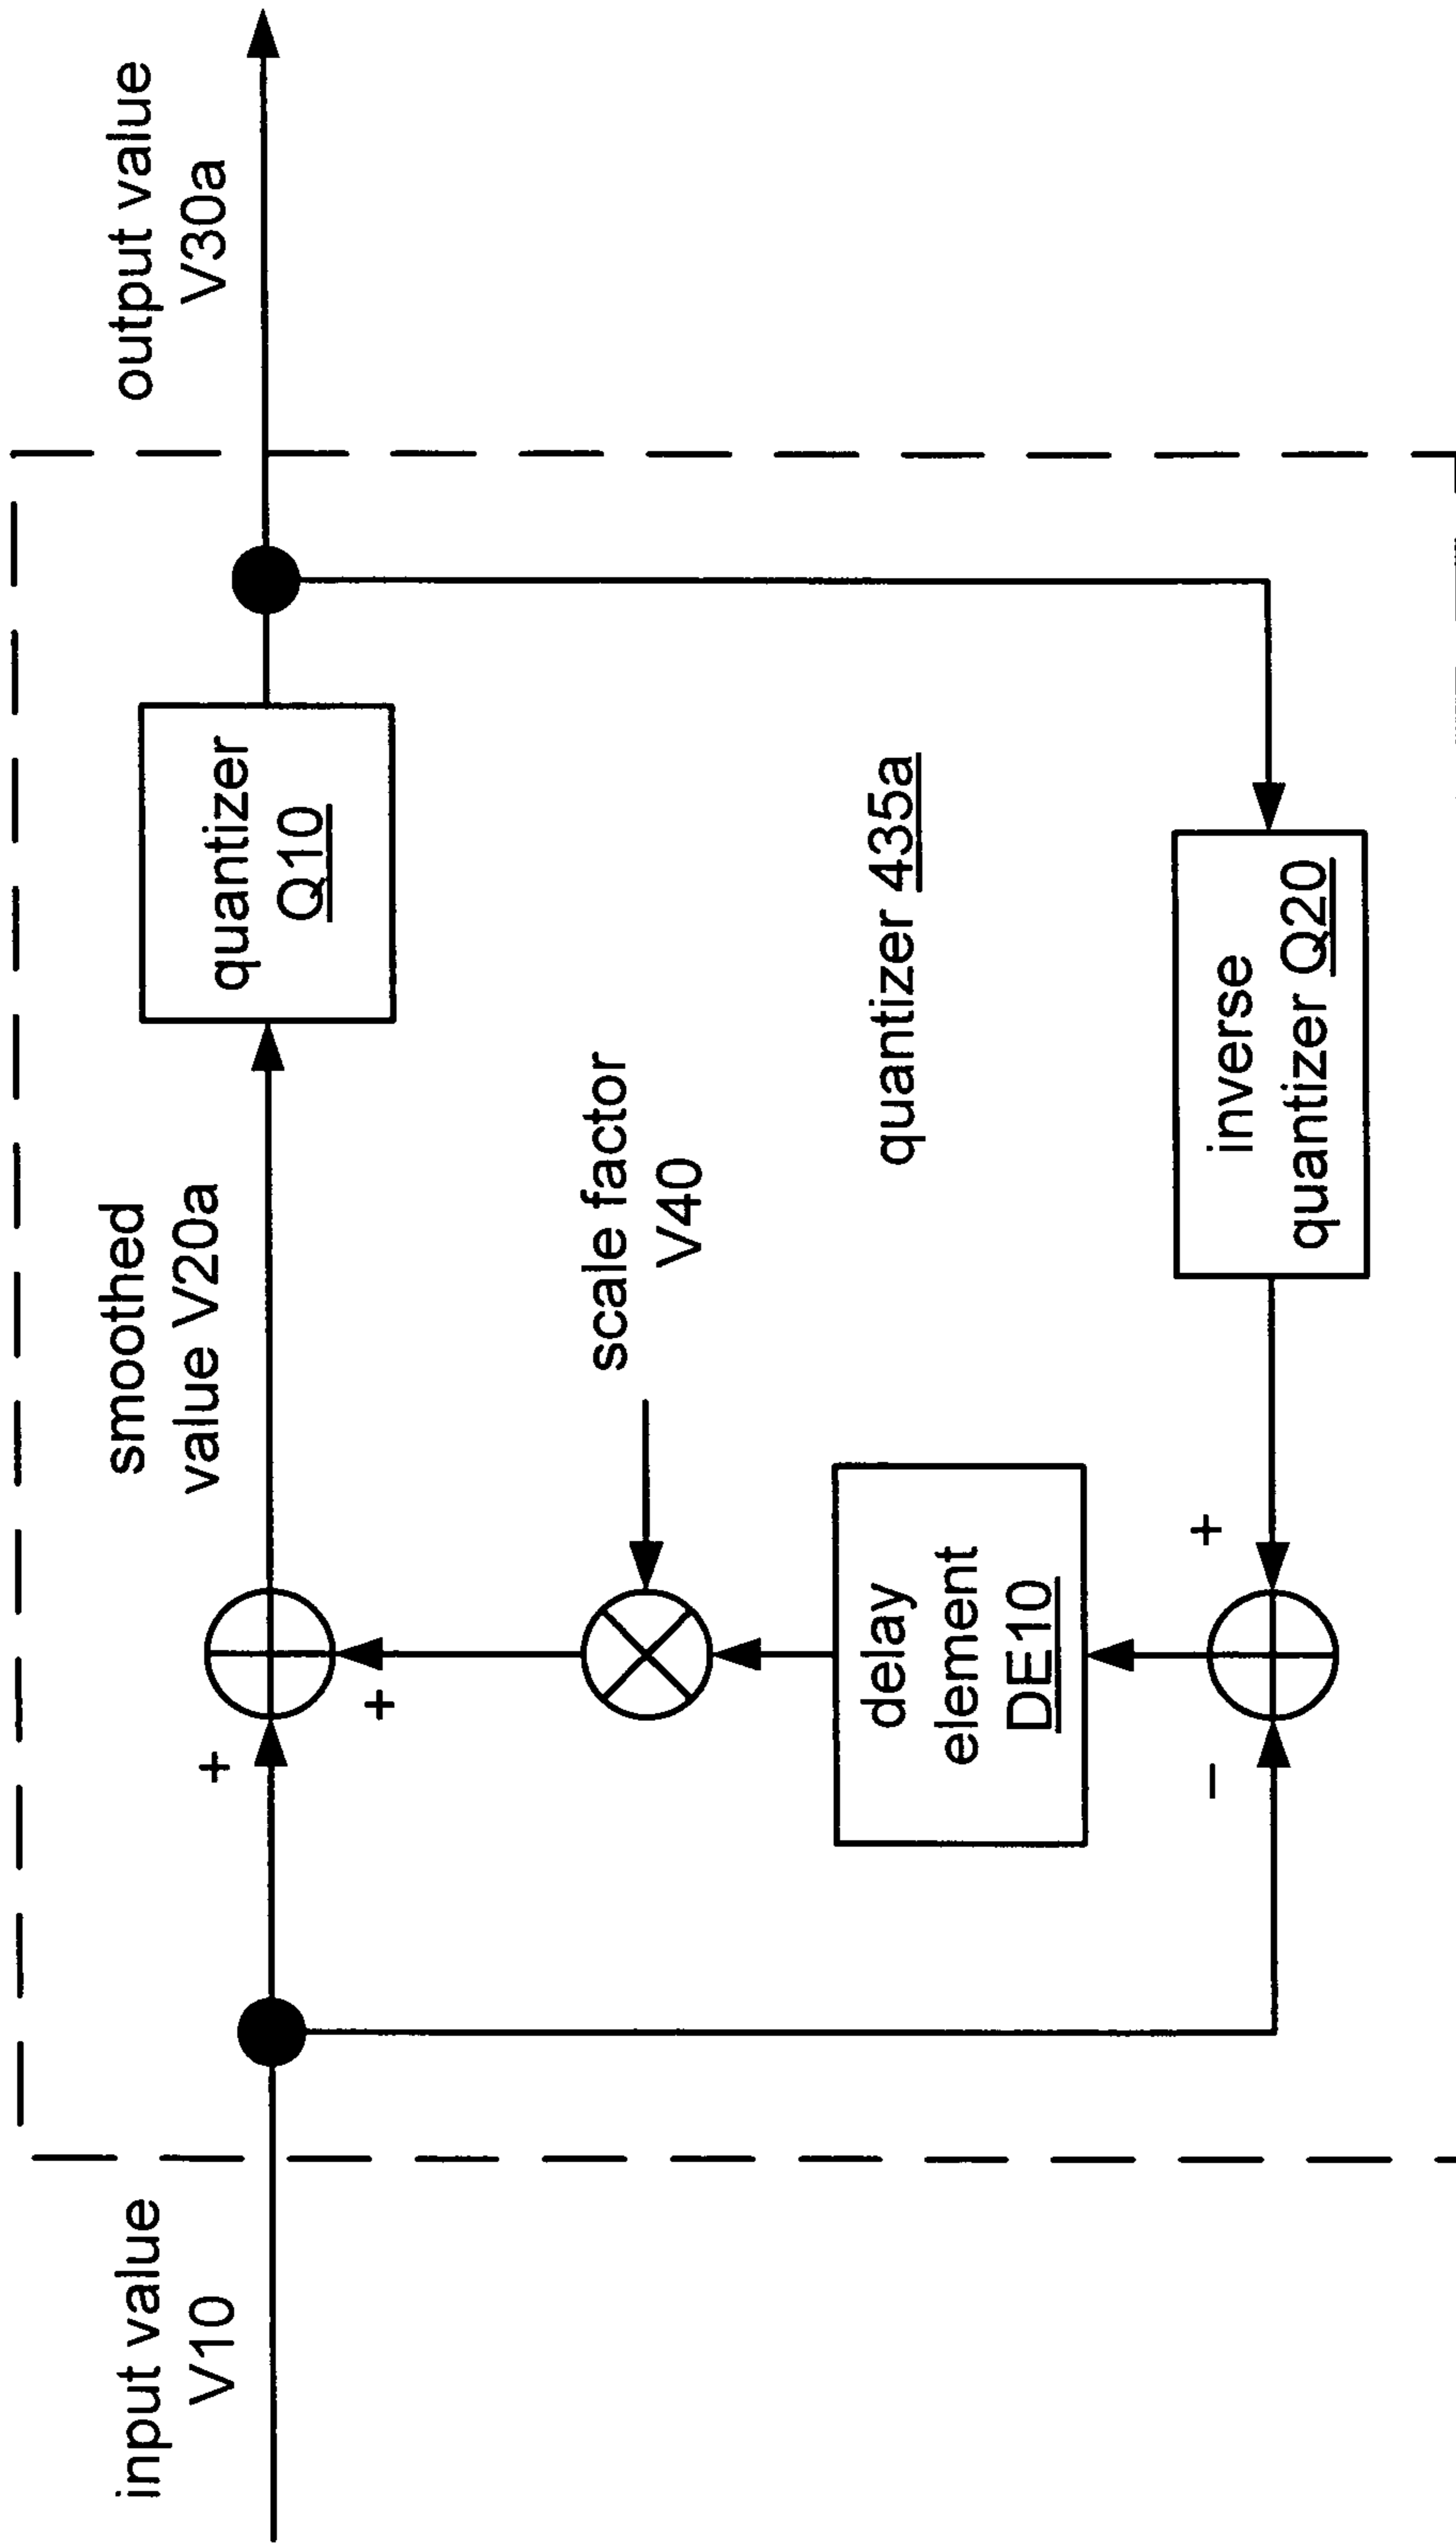 input value
V10
+
smoothed
value V20a
quantizer
Q10
output value
V30a
+
scale factor
V40
delay
element
DE10
quantizer 435a
−
+
inverse
quantizer Q20